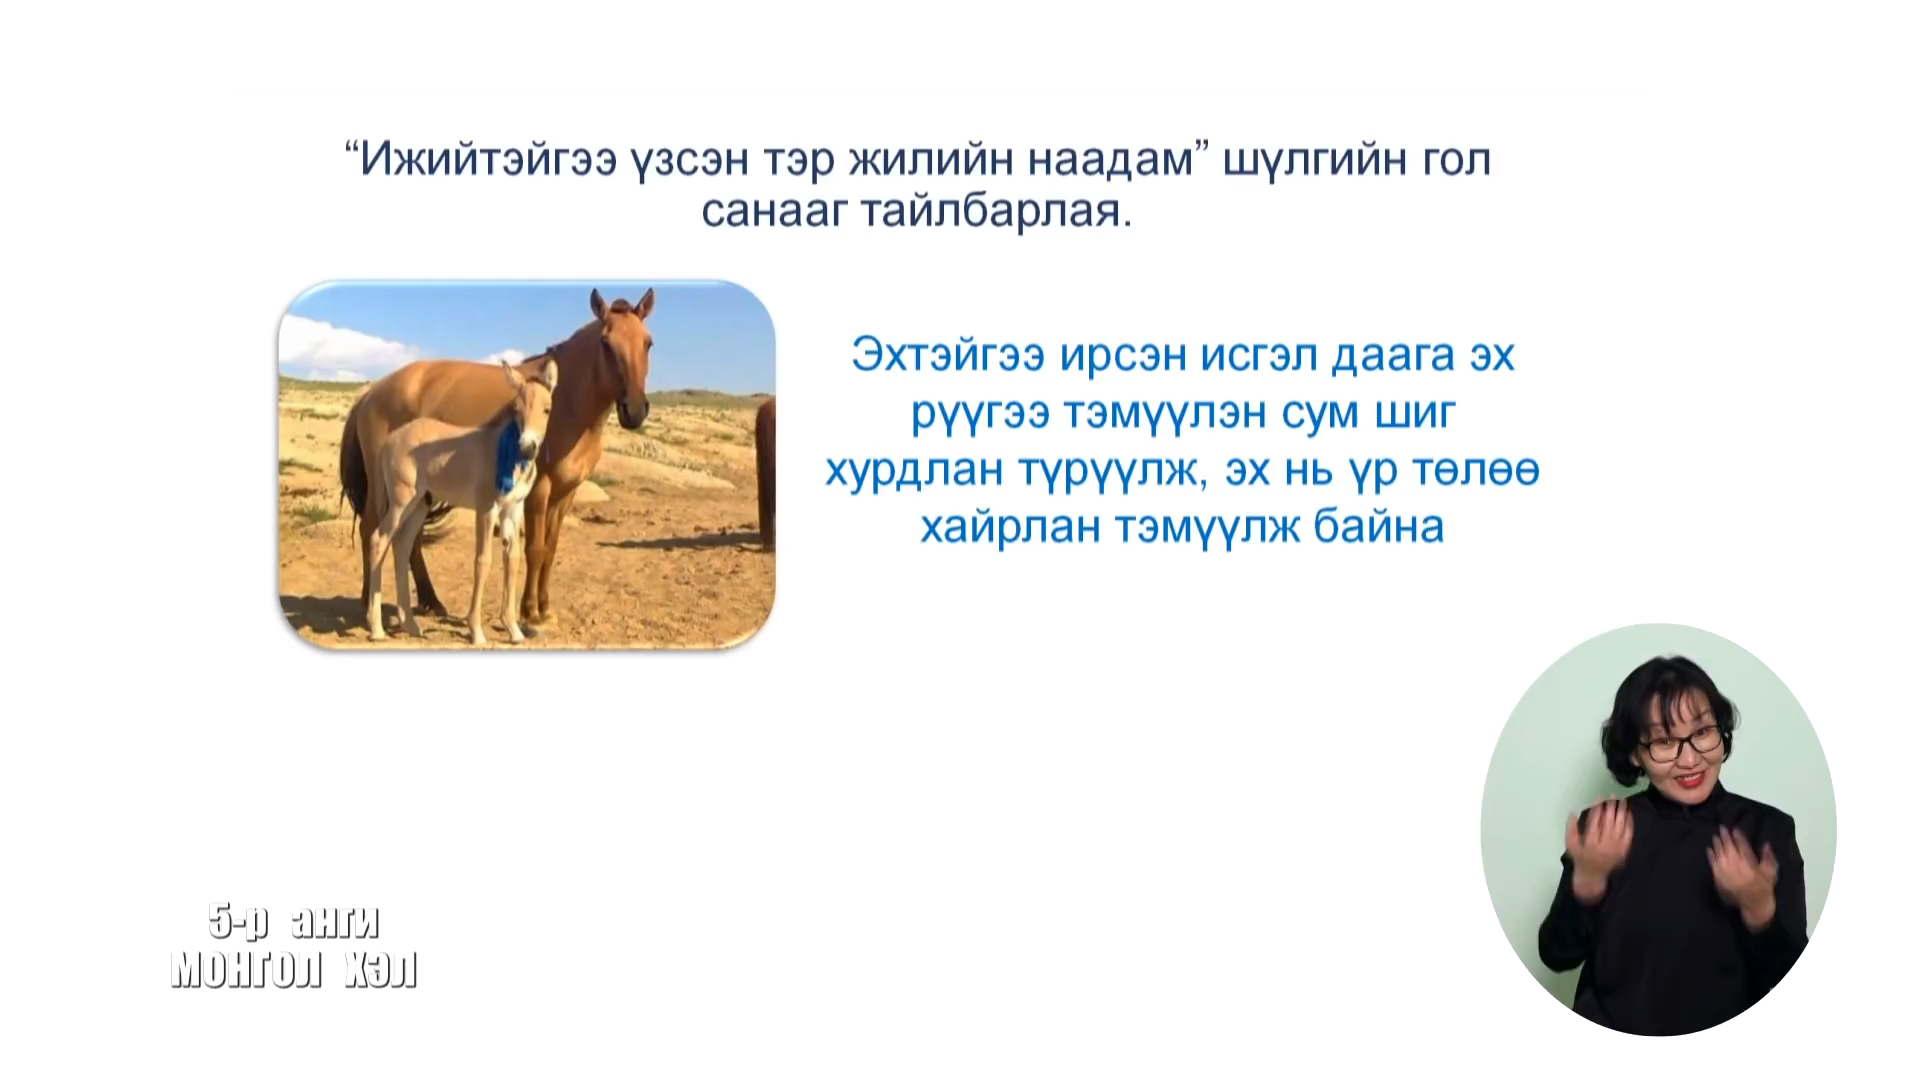 “Ижийтэйгээ үзсэн тэр жилийн наадам” шүлгийн гол
санааг тайлбарлая.
Эхтэйгээ ирсэн исгэл даага эх
рүүгээ тэмүүлэн сум шиг
хурдлан түрүүлж, эх нь үр төлөө
хайрлан тэмүүлж байна
5-р анги
МОНГОЛ ХЭЛ